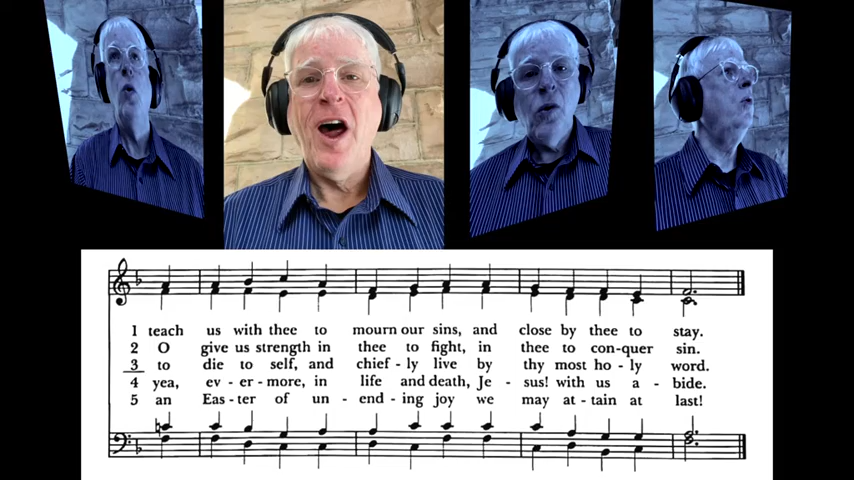 1 teach us with thee to mourn our sins, and close by thee to stay.
2 O give us strength in thee to fight, in thee to con-quer sin.
3 to die to self, and chief-ly live by thy most ho-ly word.
4 yea, ev-er-more, in life and death, Je-sus! with us a-bide.
5 an Eas-ter of un-end-ing joy we may at-tain at last!